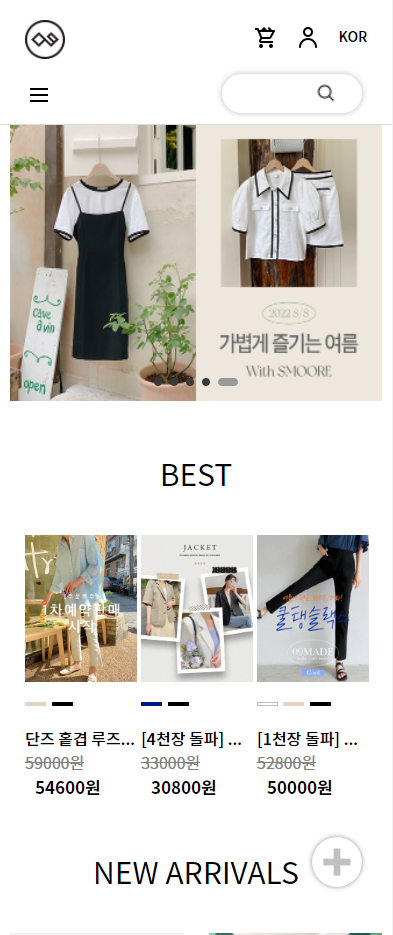 KOR
cave
a vin
open
2022 S/S
가볍게 즐기는 여름
With SMOORE
BEST
1차예약판매
시작
JACKET
쿨댕슬랙스
09MADE
Cool
단즈 홑겹 루즈...
59000원
54600원
[4천장 돌파] ...
33000원
30800원
[1천장 돌파] ...
52800원
50000원
NEW ARRIVALS